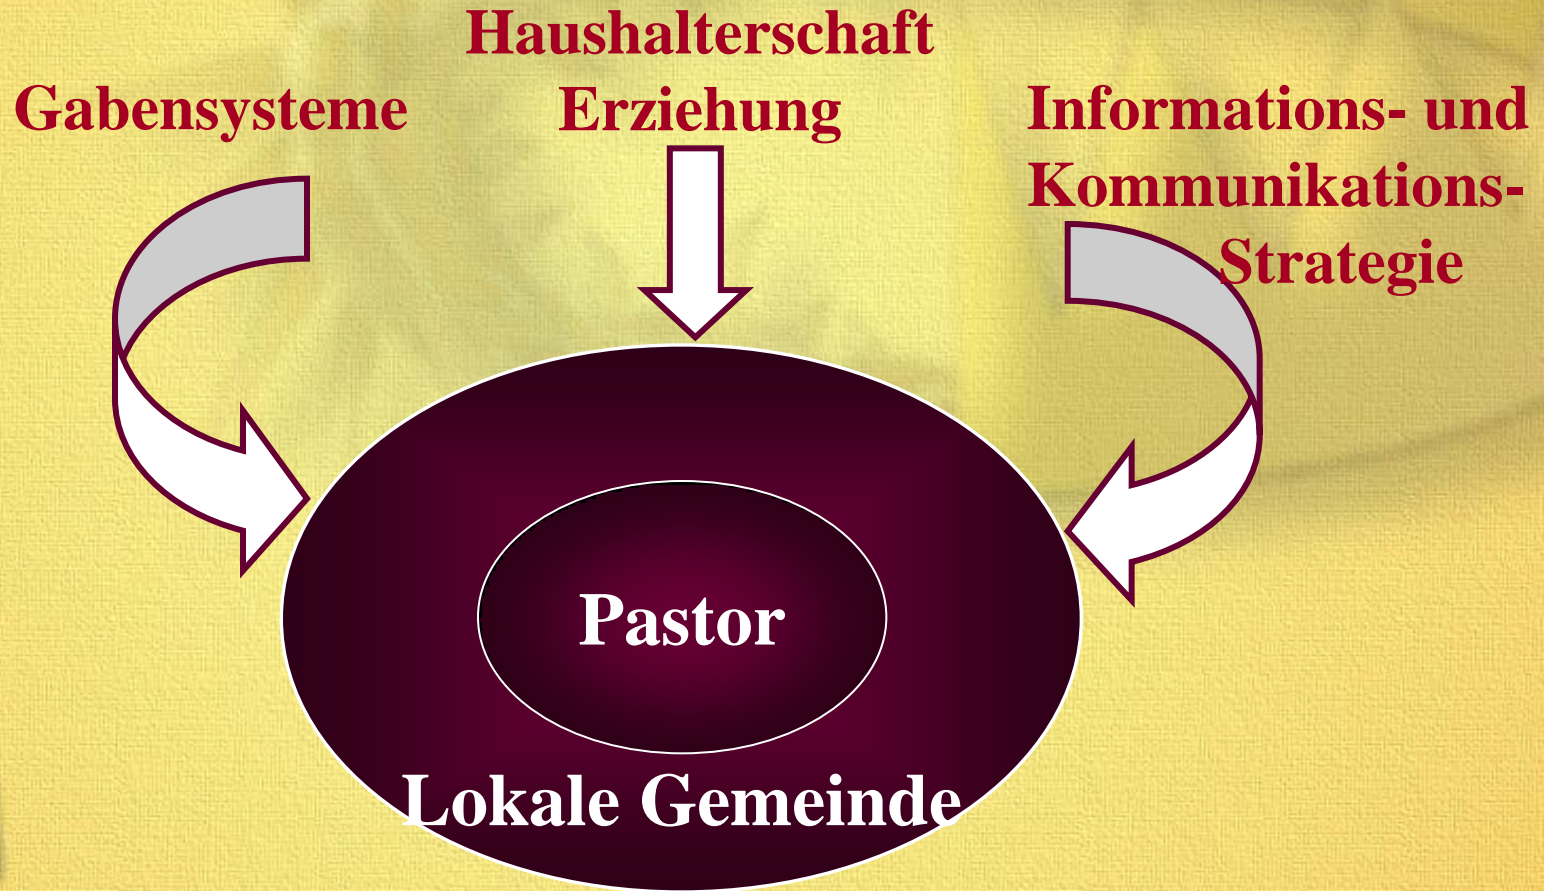 Gabensysteme
Haushalterschaft
Erziehung
Informations- und
Kommunikations-
Strategie
Pastor
Lokale Gemeinde